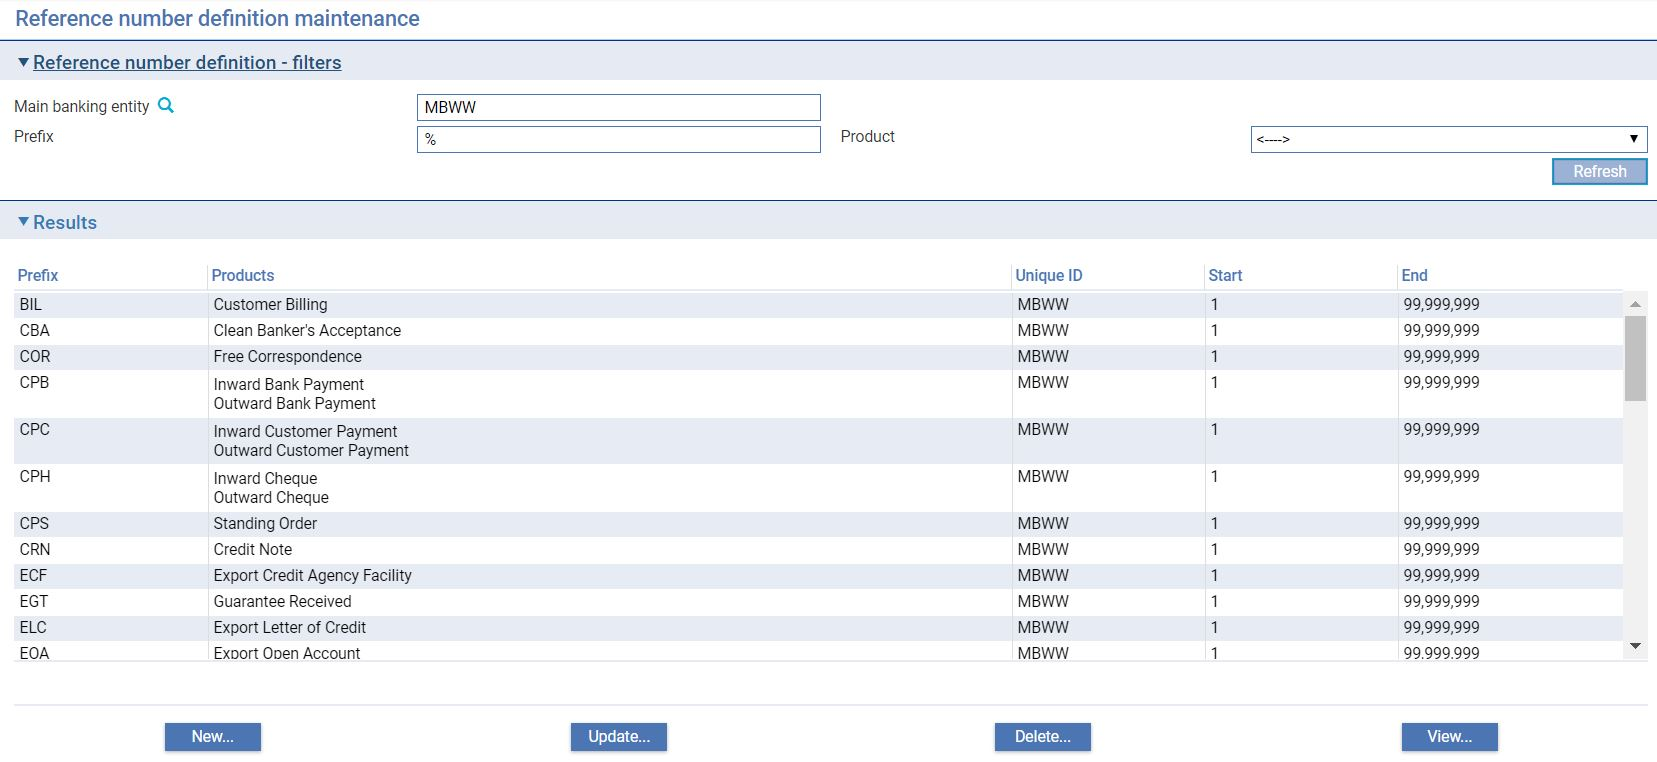 Reference number definition maintenance
Reference number definition - filters
Main banking entity MBWW
Prefix % Product <---->
Refresh
Results
Prefix Products Unique ID Start End
BIL Customer Billing MBWW 1 99,999,999
CBA Clean Banker's Acceptance MBWW 1 99,999,999
COR Free Correspondence MBWW 1 99,999,999
CPB Inward Bank Payment MBWW 1 99,999,999
Outward Bank Payment
CPC Inward Customer Payment MBWW 1 99,999,999
Outward Customer Payment
CPH Inward Cheque MBWW 1 99,999,999
Outward Cheque
CPS Standing Order MBWW 1 99,999,999
CRN Credit Note MBWW 1 99,999,999
ECF Export Credit Agency Facility MBWW 1 99,999,999
EGT Guarantee Received MBWW 1 99,999,999
ELC Export Letter of Credit MBWW 1 99,999,999
EOA Export Open Account MBWW 1 99,999,999
New... Update... Delete... View...